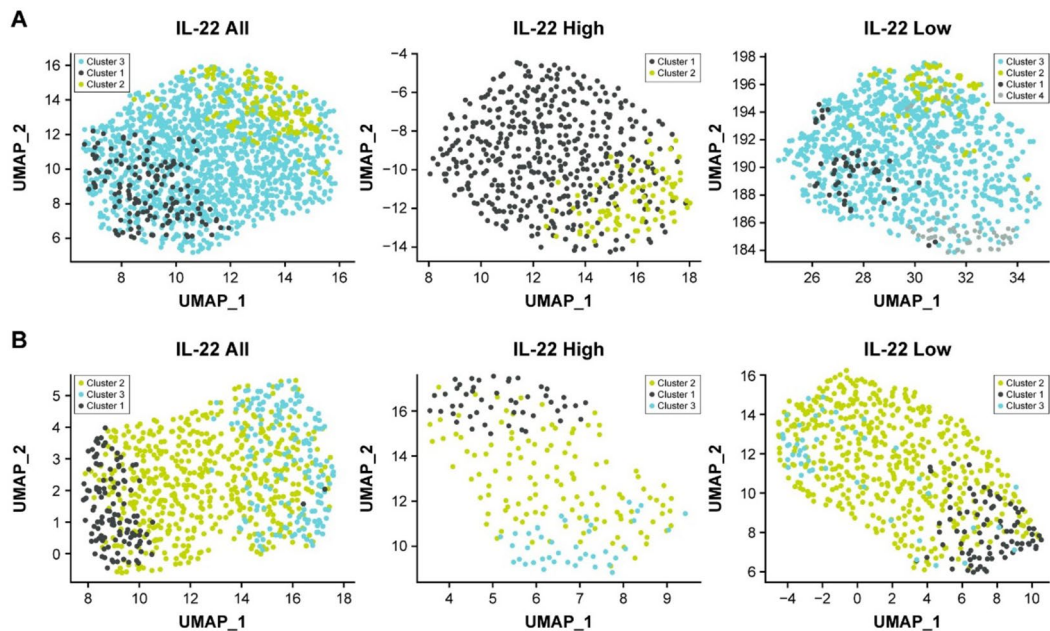 A
IL-22 All
IL-22 High
IL-22 Low
Cluster 3
Cluster 1
Cluster 2
Cluster 1
Cluster 2
Cluster 3
Cluster 2
Cluster 1
Cluster 4
UMAP_2
16
14
12
10
8
6
8
10
12
14
16
UMAP_1
UMAP_2
−4
−6
−8
−10
−12
−14
8
10
12
14
16
18
UMAP_1
UMAP_2
198
196
194
192
190
188
186
184
26
28
30
32
34
UMAP_1
B
IL-22 All
IL-22 High
IL-22 Low
Cluster 2
Cluster 3
Cluster 1
Cluster 2
Cluster 1
Cluster 3
Cluster 2
Cluster 1
Cluster 3
UMAP_2
5
4
3
2
1
0
8
10
12
14
16
18
UMAP_1
UMAP_2
16
14
12
10
4
5
6
7
8
9
UMAP_1
UMAP_2
16
14
12
10
8
6
−4
−2
0
2
4
6
8
10
UMAP_1